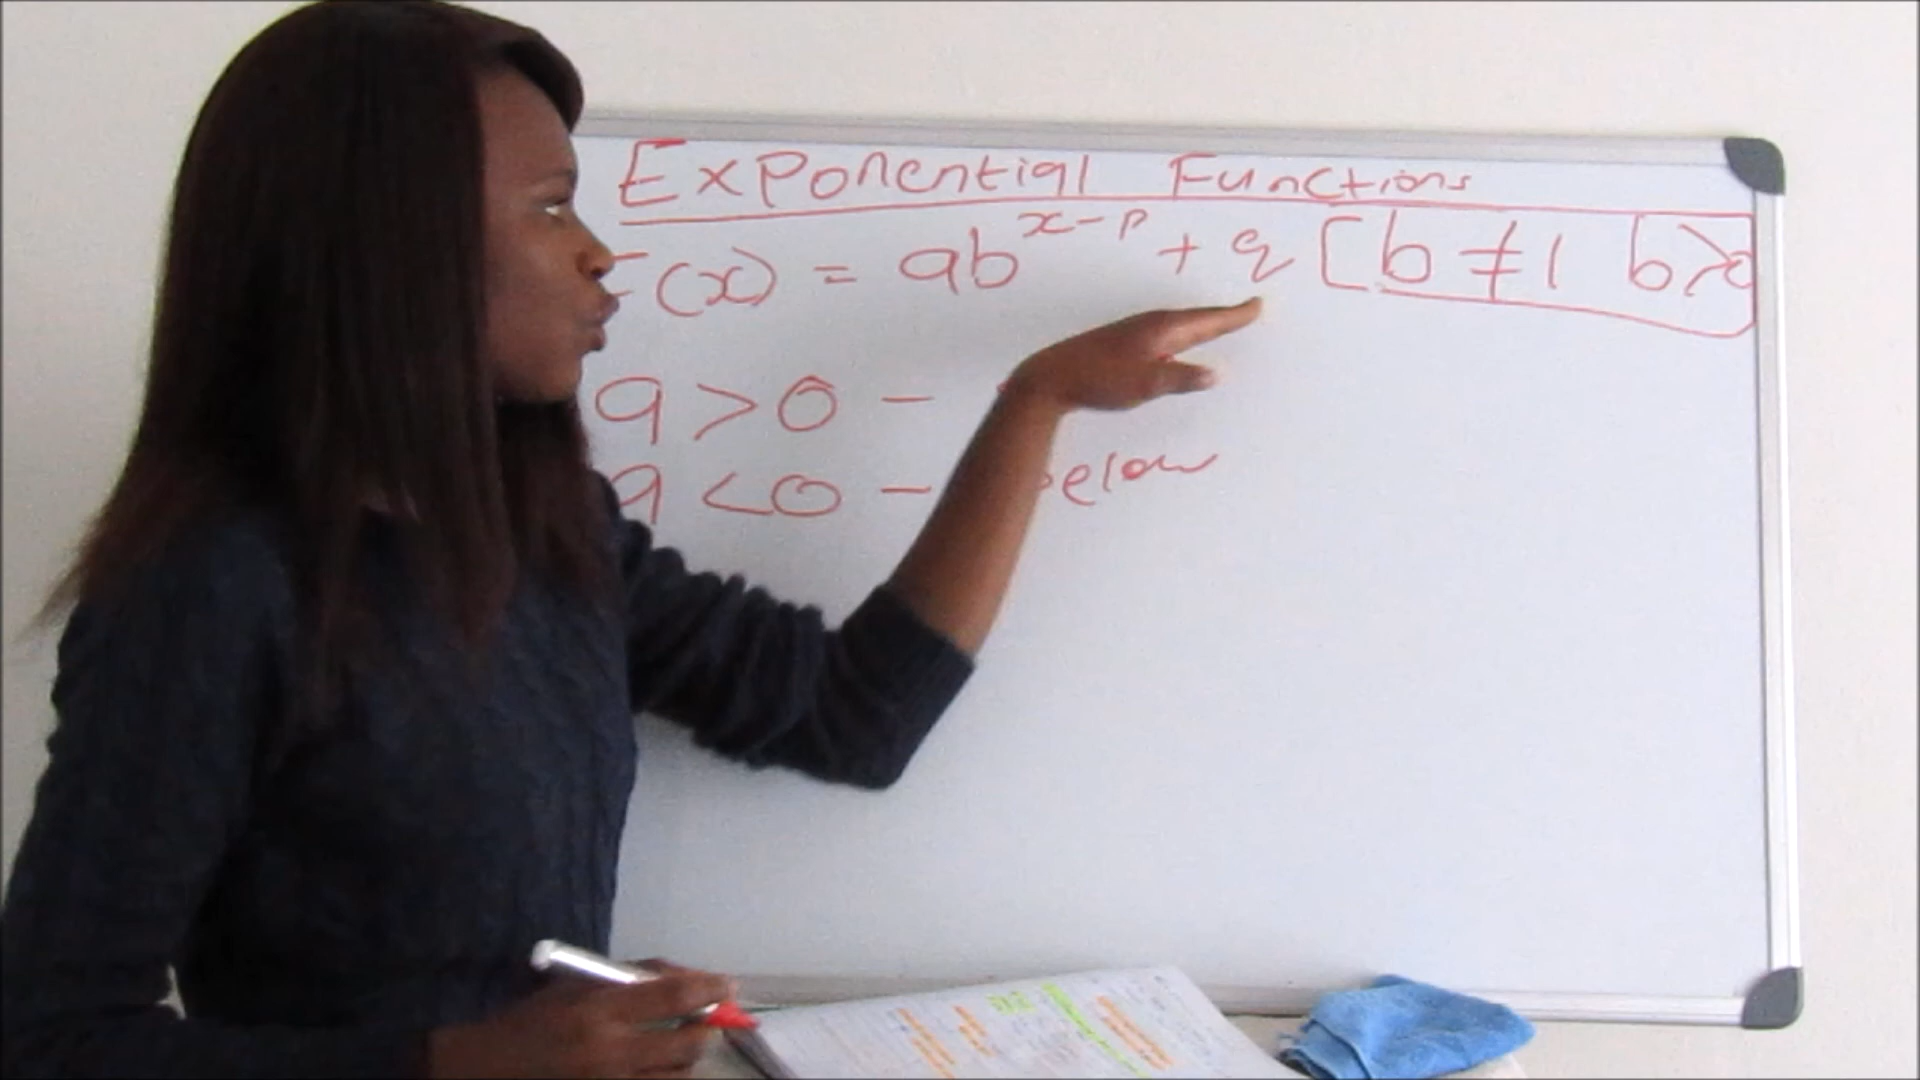 Exponential Functions
F(x) = ab^(x-p) + q [b ≠ 1 b>0
a > 0 -
a < 0 - below